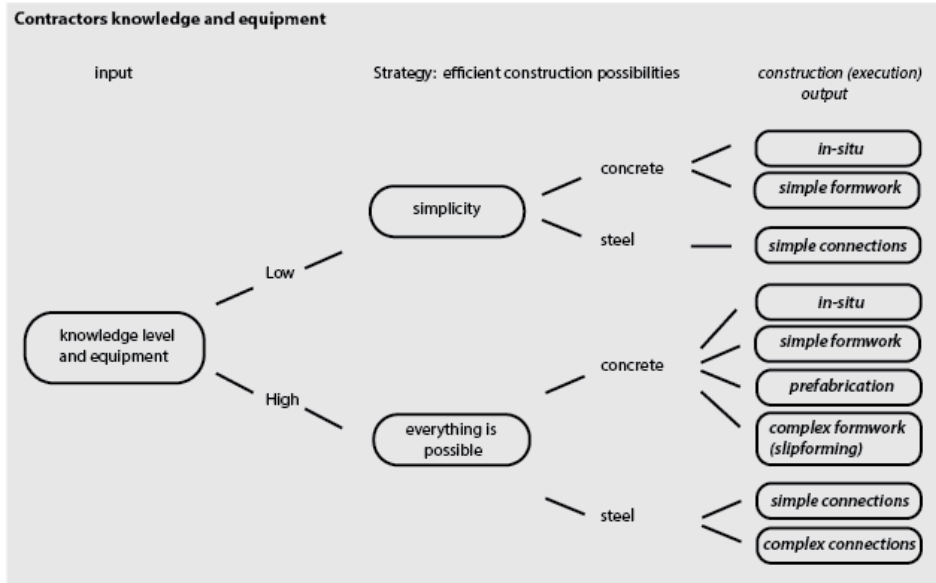 Contractors knowledge and equipment
input
Strategy: efficient construction possibilities
construction (execution)
output
in-situ
concrete
simple formwork
simplicity
steel
simple connections
Low
knowledge level
and equipment
in-situ
simple formwork
concrete
prefabrication
High
complex formwork
(slipforming)
everything is
possible
simple connections
steel
complex connections